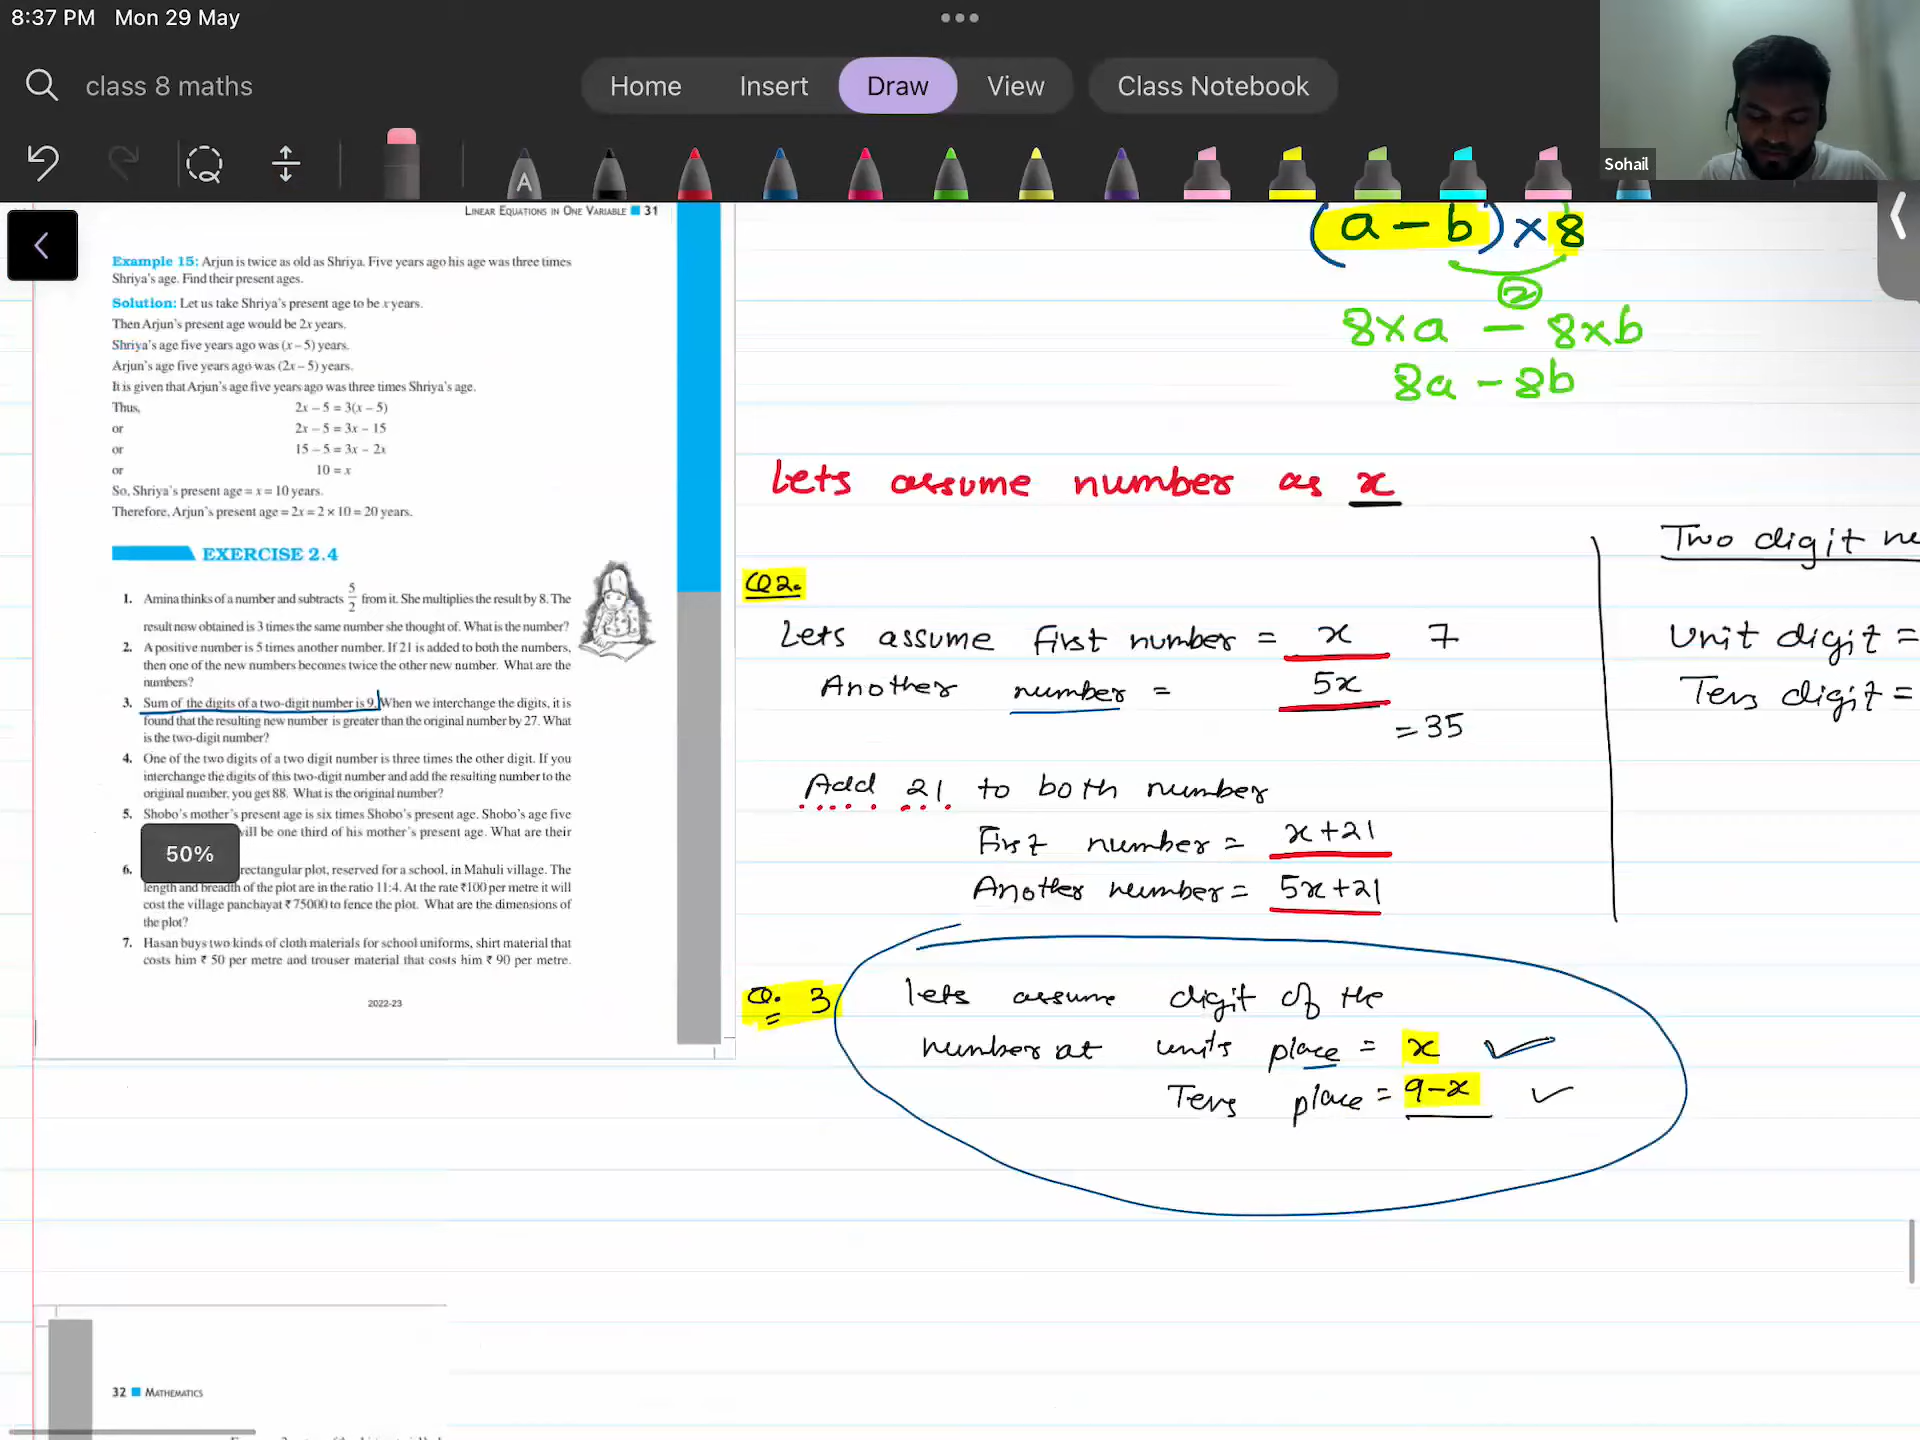 8:37 PM Mon 29 May
class 8 maths
Home Insert Draw View Class Notebook
A
Sohail
LINEAR EQUATIONS IN ONE VARIABLE 31
Example 15: Arjun is twice as old as Shriya. Five years ago his age was three times
Shriya's age. Find their present ages.
Solution: Let us take Shriya's present age to be x years.
Then Arjun's present age would be 2x years.
Shriya's age five years ago was (x – 5) years.
Arjun's age five years ago was (2x – 5) years.
It is given that Arjun's age five years ago was three times Shriya's age.
Thus, 2x – 5 = 3(x – 5)
or 2x – 5 = 3x – 15
or 15 – 5 = 3x – 2x
or 10 = x
So, Shriya's present age = x = 10 years.
Therefore, Arjun's present age = 2x = 2 × 10 = 20 years.
EXERCISE 2.4
1. Amina thinks of a number and subtracts 5/2 from it. She multiplies the result by 8. The
result now obtained is 3 times the same number she thought of. What is the number?
2. A positive number is 5 times another number. If 21 is added to both the numbers,
then one of the new numbers becomes twice the other new number. What are the
numbers?
3. Sum of the digits of a two-digit number is 9. When we interchange the digits, it is
found that the resulting new number is greater than the original number by 27. What
is the two-digit number?
4. One of the two digits of a two digit number is three times the other digit. If you
interchange the digits of this two-digit number and add the resulting number to the
original number, you get 88. What is the original number?
5. Shobo's mother's present age is six times Shobo's present age. Shobo's age five
will be one third of his mother's present age. What are their
50%
6. rectangular plot, reserved for a school, in Mahuli village. The
length and breadth of the plot are in the ratio 11:4. At the rate ₹100 per metre it will
cost the village panchayat ₹ 75000 to fence the plot. What are the dimensions of
the plot?
7. Hasan buys two kinds of cloth materials for school uniforms, shirt material that
costs him ₹ 50 per metre and trouser material that costs him ₹ 90 per metre.
2022-23
32 MATHEMATICS
(a – b) × 8
2
8×a – 8×b
8a – 8b
Lets assume number as x
Q2.
Lets assume First number = x 7
Another number = 5x
= 35
Add 21 to both number
First number = x+21
Another number = 5x+21
Two digit
Unit digit =
Tens digit =
Q. 3 lets assume digit of the
number at units place = x
Tens place = 9–x